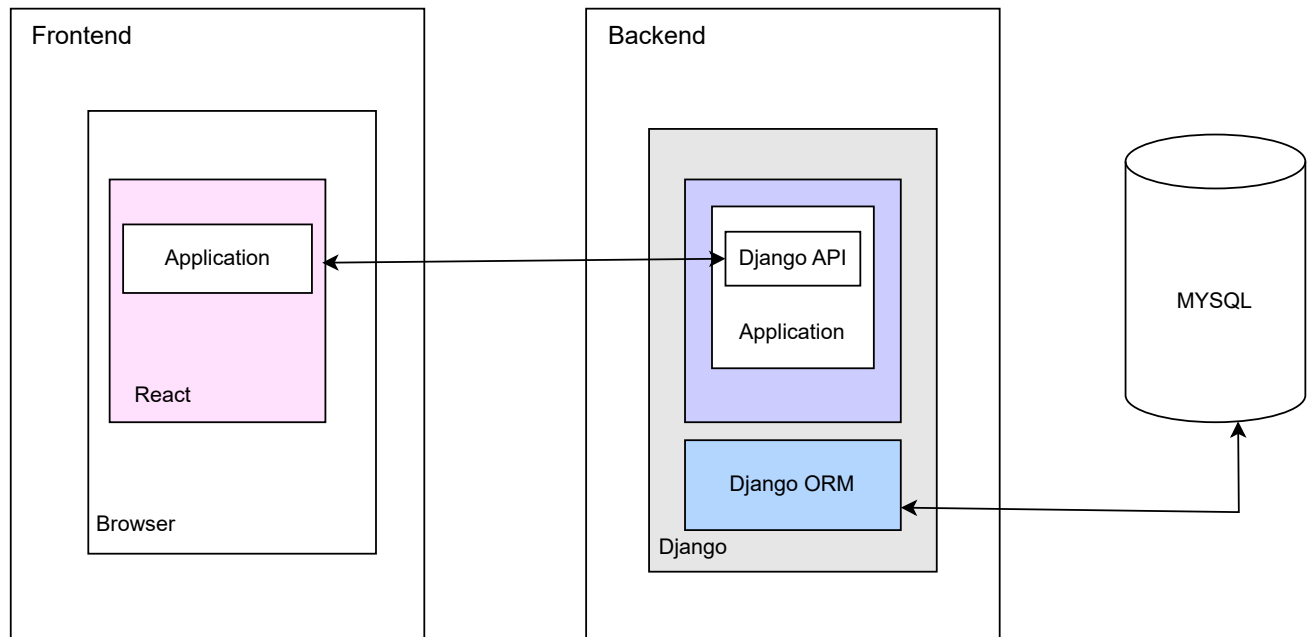 Frontend
Application
React
Browser
Backend
Django API
Application
Django ORM
Django
MYSQL